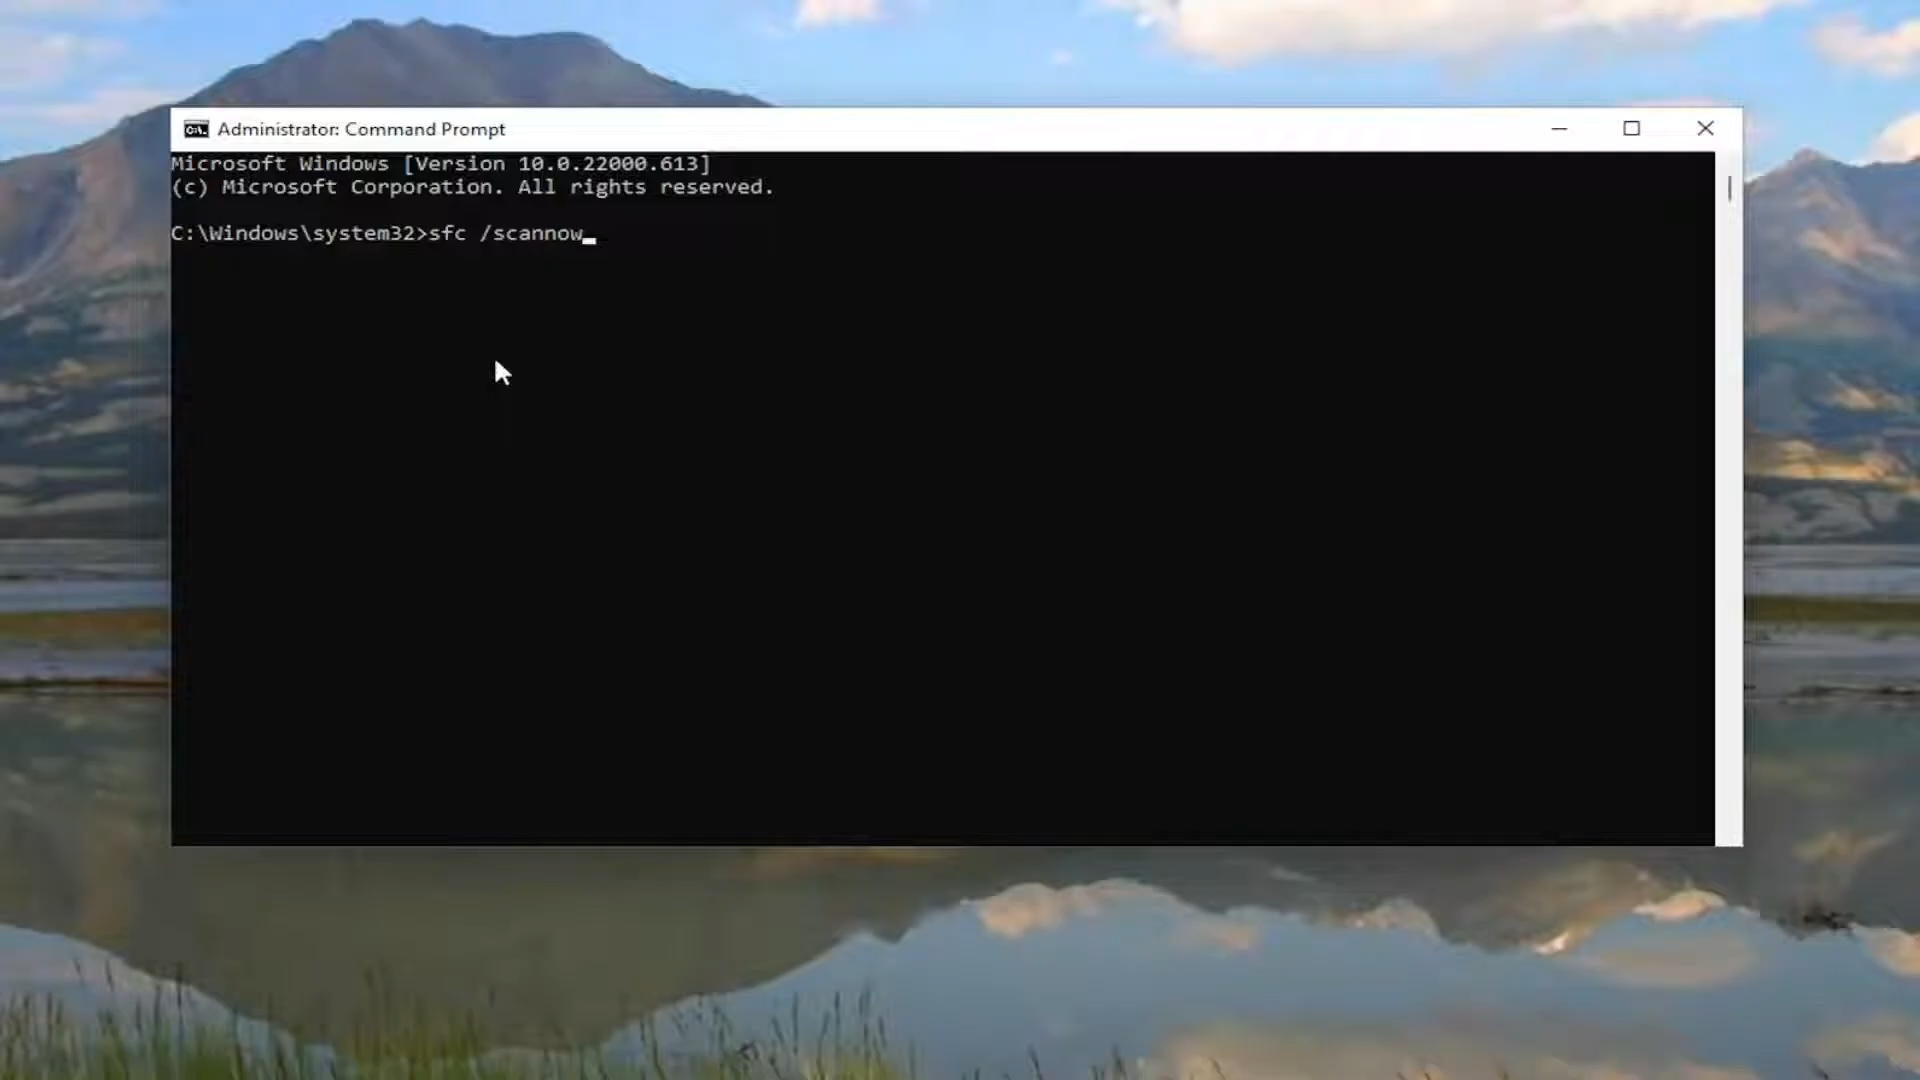 Administrator: Command Prompt
Microsoft Windows [Version 10.0.22000.613]
(c) Microsoft Corporation. All rights reserved.
C:\Windows\system32>sfc /scannow